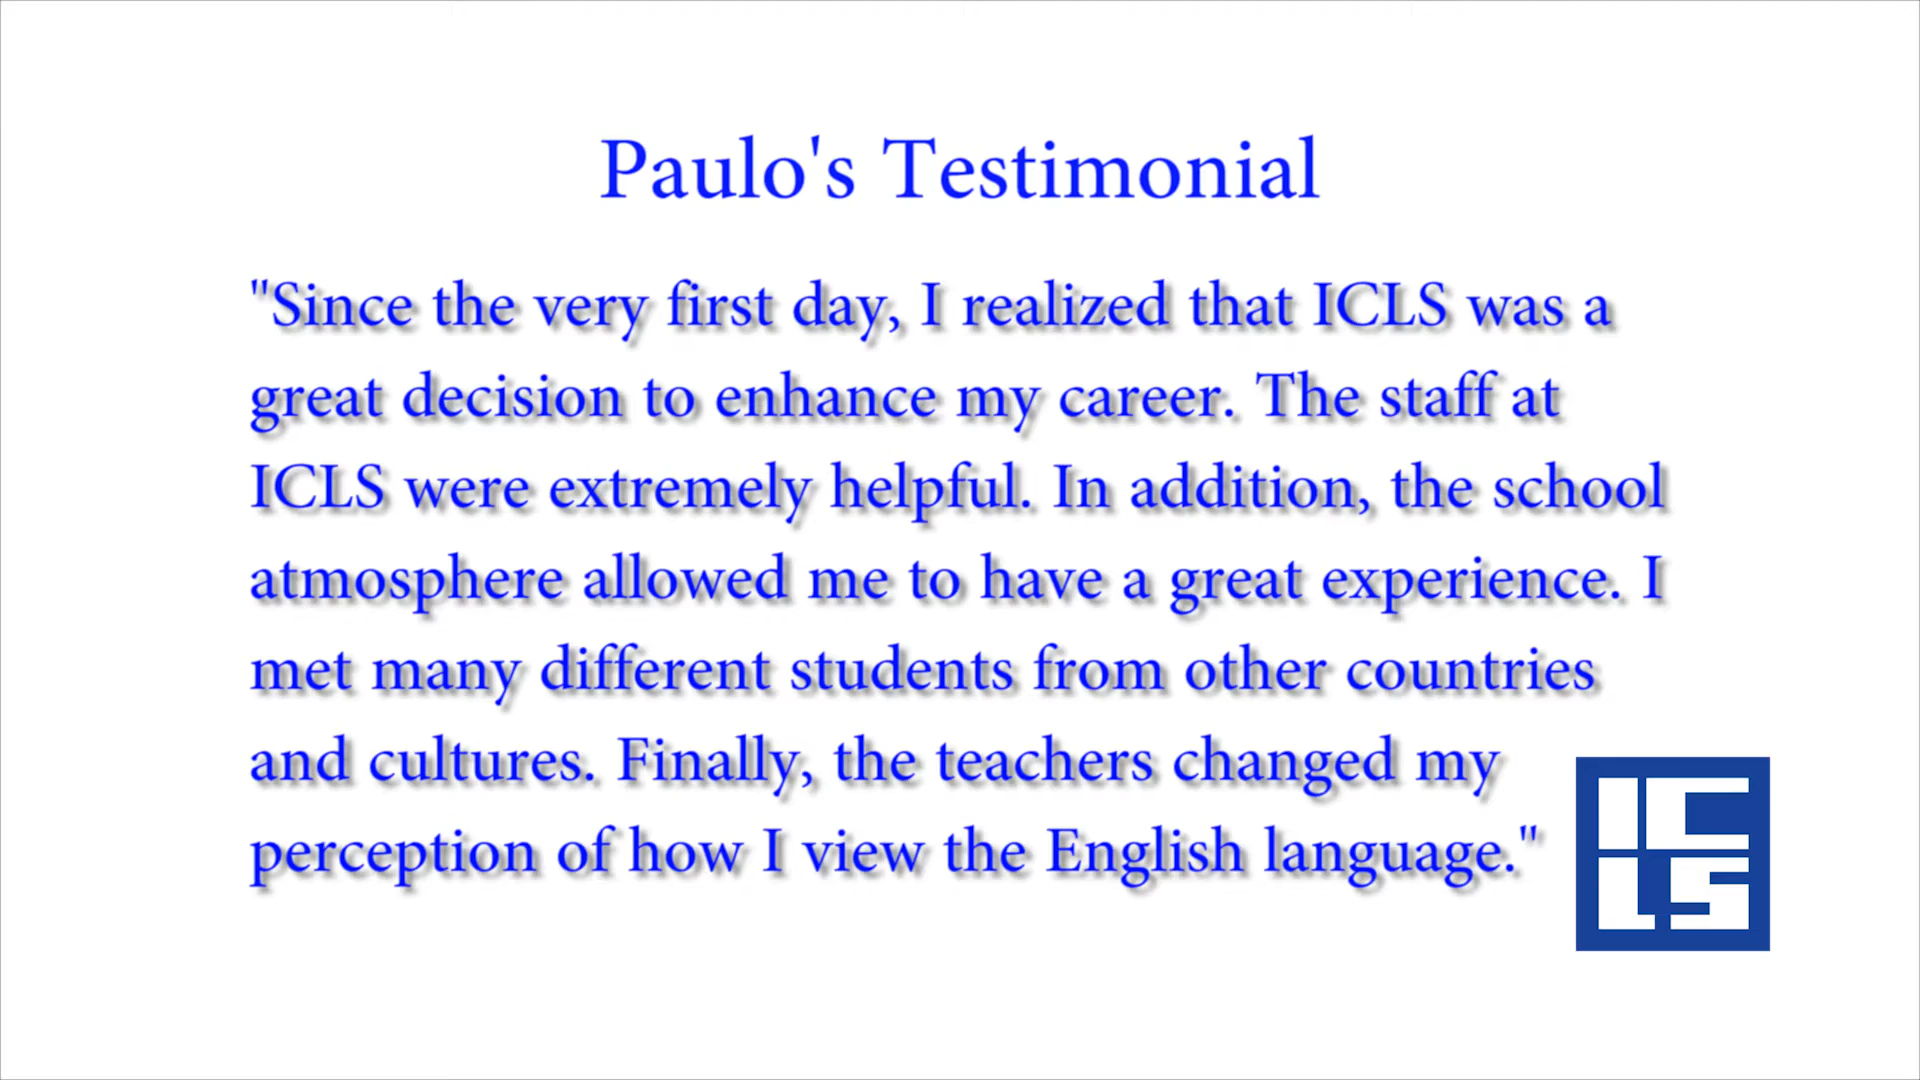 Paulo's Testimonial
"Since the very first day, I realized that ICLS was a
great decision to enhance my career. The staff at
ICLS were extremely helpful. In addition, the school
atmosphere allowed me to have a great experience. I
met many different students from other countries
and cultures. Finally, the teachers changed my
perception of how I view the English language."
IC
LS